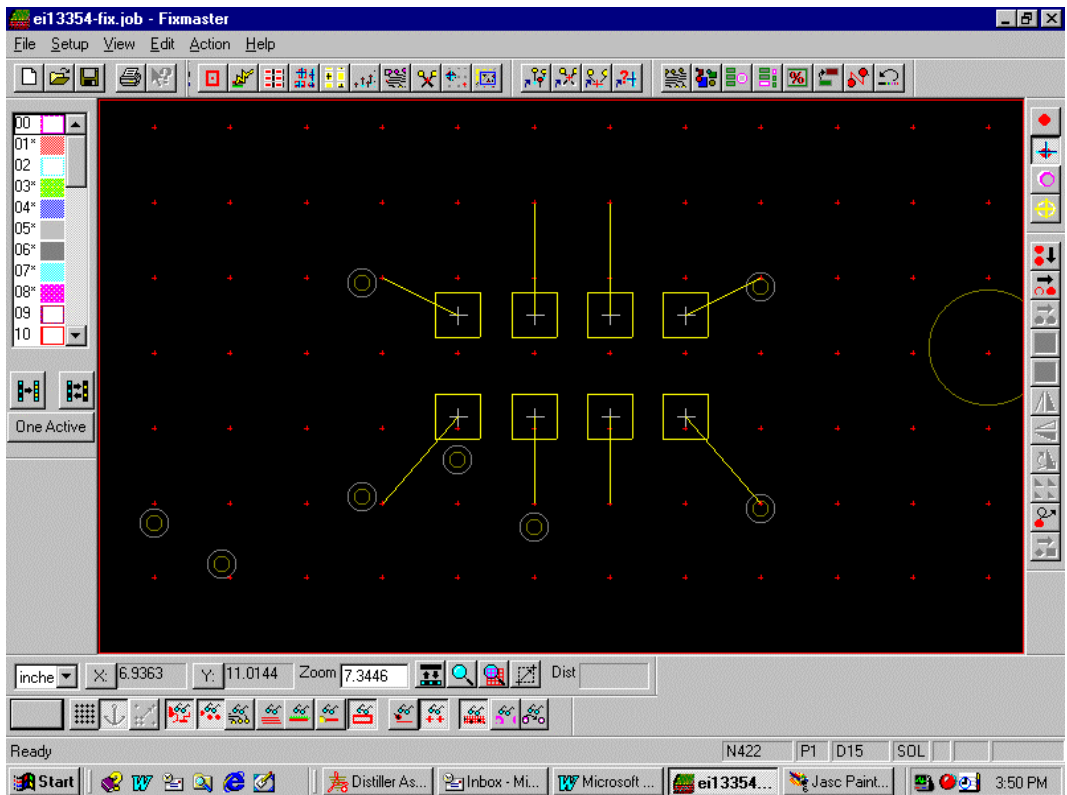 ei13354-fix.job - Fixmaster
File Setup View Edit Action Help
00
01*
02
03*
04*
05*
06*
07*
08*
09
10
One Active
inche X: 6.9363 Y: 11.0144 Zoom 7.3446 Dist
Ready N422 P1 D15 SOL
Start Distiller As... Inbox - Mi... Microsoft ... ei13354... Jasc Paint... 3:50 PM